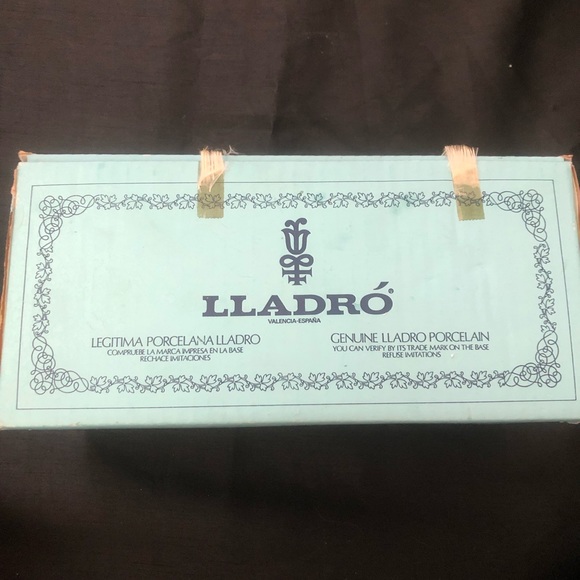 LLADRÓ®
VALENCIA-ESPAÑA
LEGITIMA PORCELANA LLADRO
COMPRUEBE LA MARCA IMPRESA EN LA BASE
RECHACE IMITACIONES
GENUINE LLADRO PORCELAIN
YOU CAN VERIFY BY ITS TRADE MARK ON THE BASE
REFUSE IMITATIONS